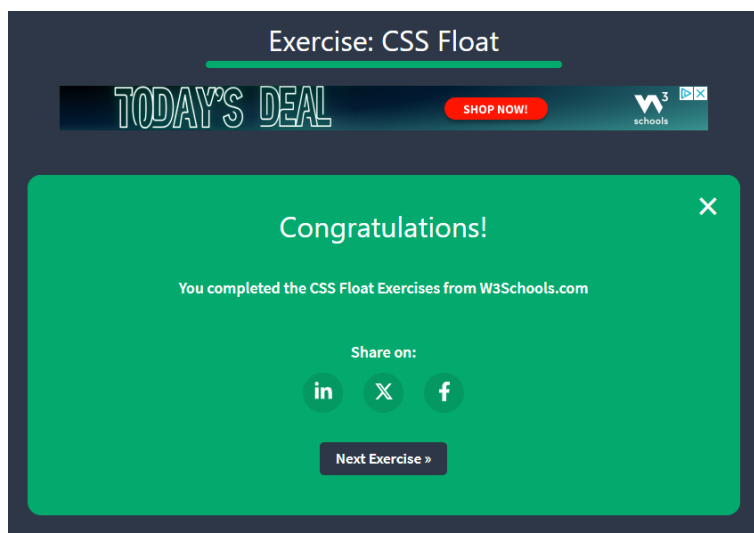 Exercise: CSS Float
TODAY'S DEAL
SHOP NOW!
3
schools
Congratulations!
You completed the CSS Float Exercises from W3Schools.com
Share on:
in
X
f
Next Exercise »